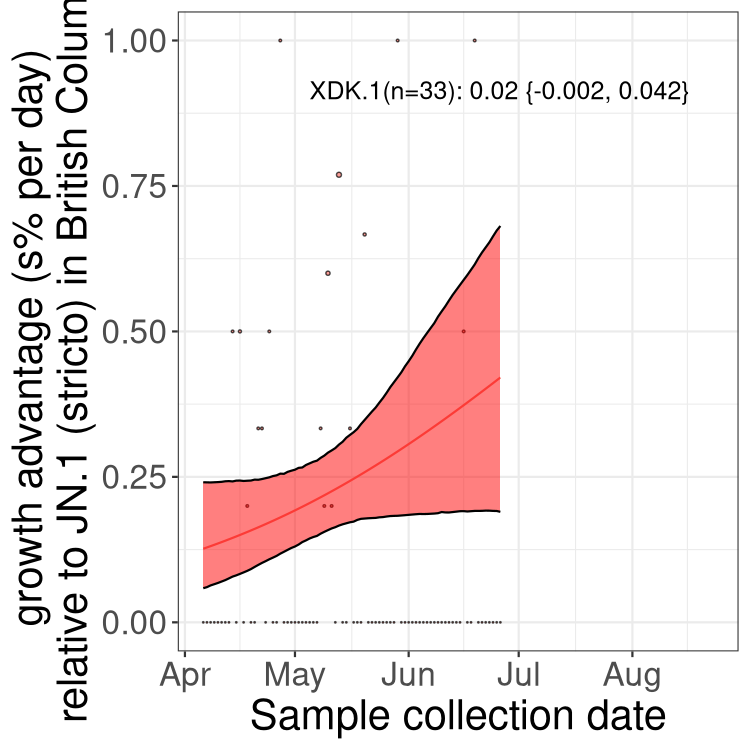 growth advantage (s% per day)
relative to JN.1 (stricto) in British Colum
1.00
0.75
0.50
0.25
0.00
XDK.1(n=33): 0.02 {-0.002, 0.042}
Apr May Jun Jul Aug
Sample collection date